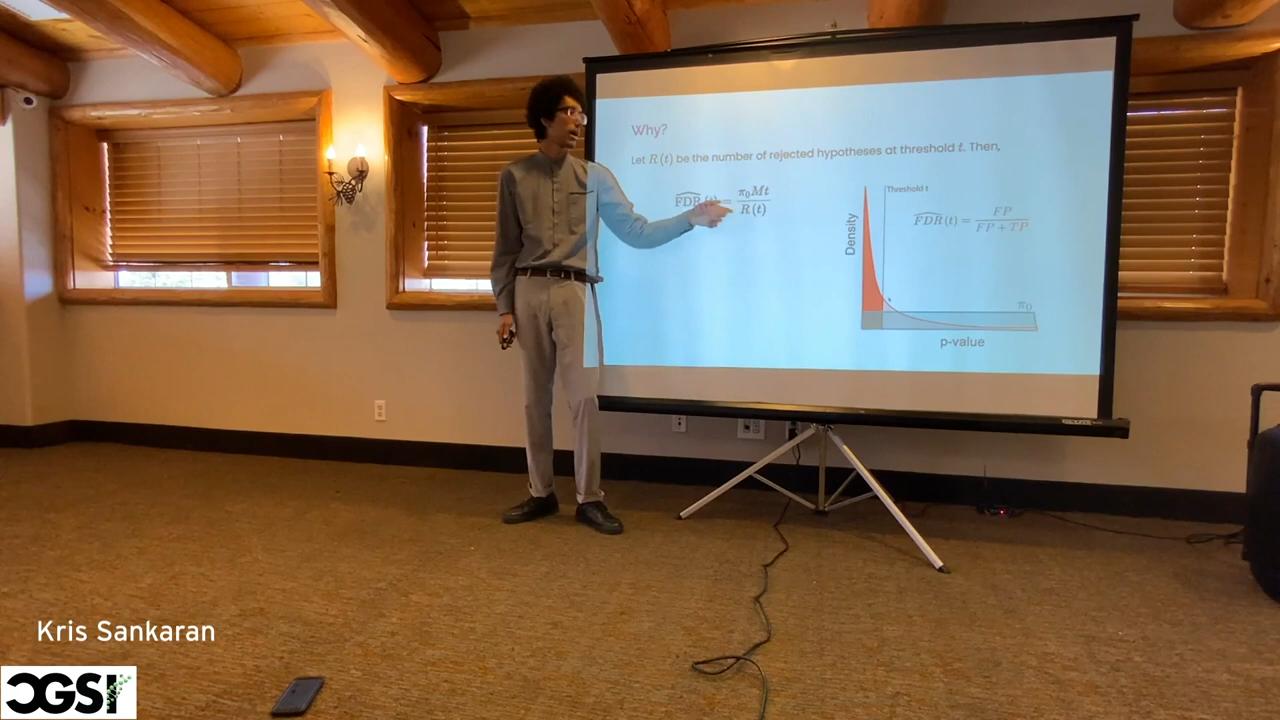 Why?
Let R(t) be the number of rejected hypotheses at threshold t. Then,
FDR(t) = π₀Mt / R(t)
Threshold t
FDR(t) = FP / FP + TP
Density
π₀
p-value
Kris Sankaran
CGSI